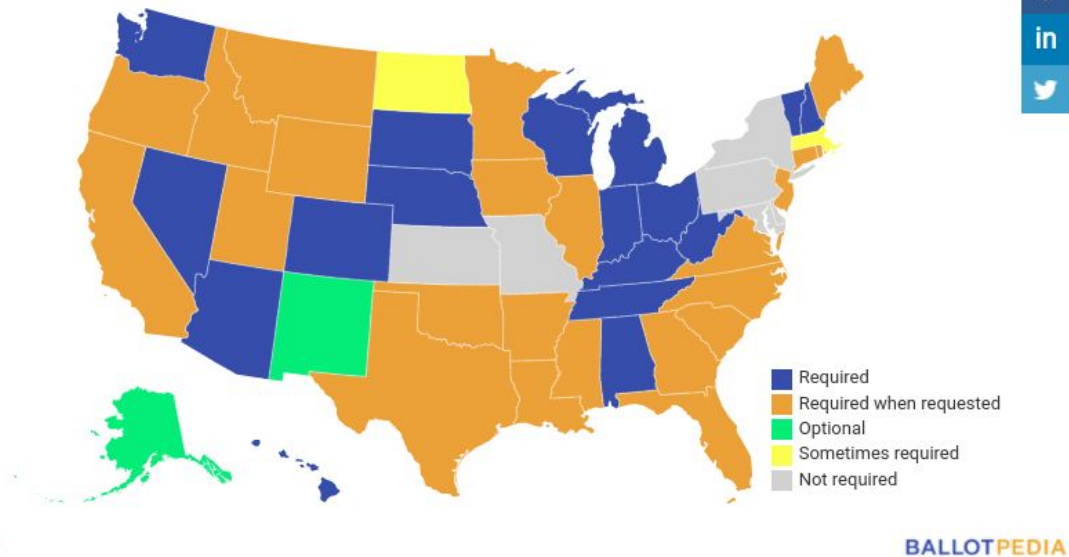 in
Required
Required when requested
Optional
Sometimes required
Not required
BALLOTPEDIA